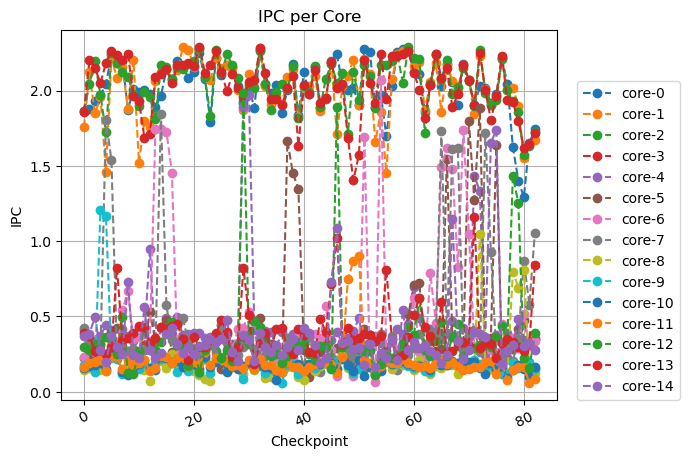 IPC per Core
IPC
2.0
1.5
1.0
0.5
0.0
0
20
40
60
80
Checkpoint
core-0
core-1
core-2
core-3
core-4
core-5
core-6
core-7
core-8
core-9
core-10
core-11
core-12
core-13
core-14